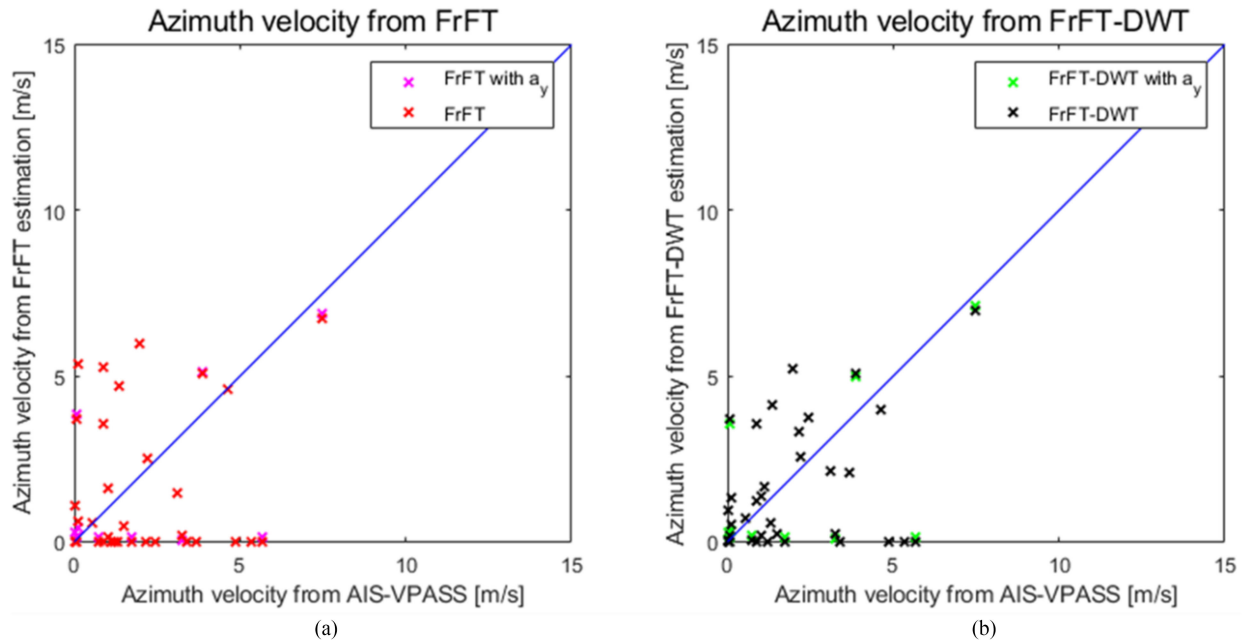 Azimuth velocity from FrFT
Azimuth velocity from FrFT estimation [m/s]
15
10
5
0
FrFT with a_y
FrFT
0 5 10 15
Azimuth velocity from AIS-VPASS [m/s]
(a)
Azimuth velocity from FrFT-DWT
Azimuth velocity from FrFT-DWT estimation [m/s]
15
10
5
0
FrFT-DWT with a_y
FrFT-DWT
0 5 10 15
Azimuth velocity from AIS-VPASS [m/s]
(b)